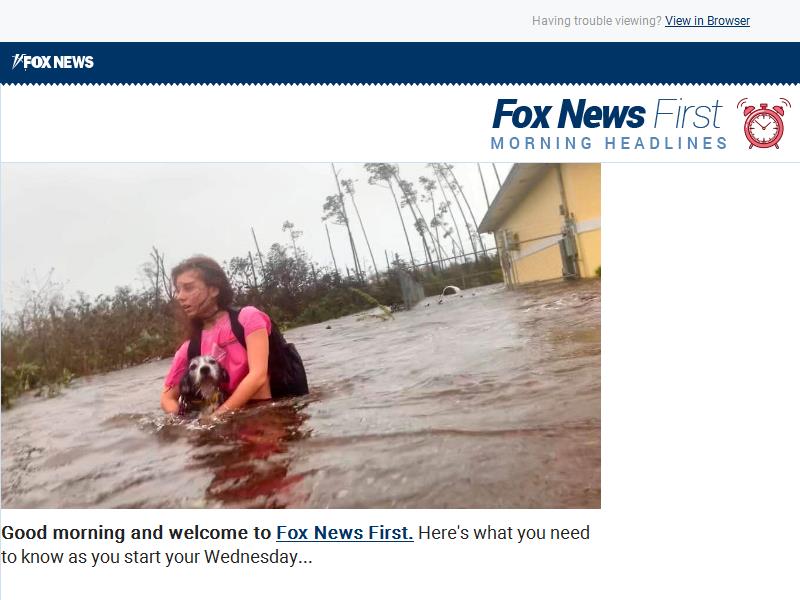 Having trouble viewing? View in Browser
FOX NEWS
Fox News First
MORNING HEADLINES
Good morning and welcome to Fox News First. Here's what you need
to know as you start your Wednesday...